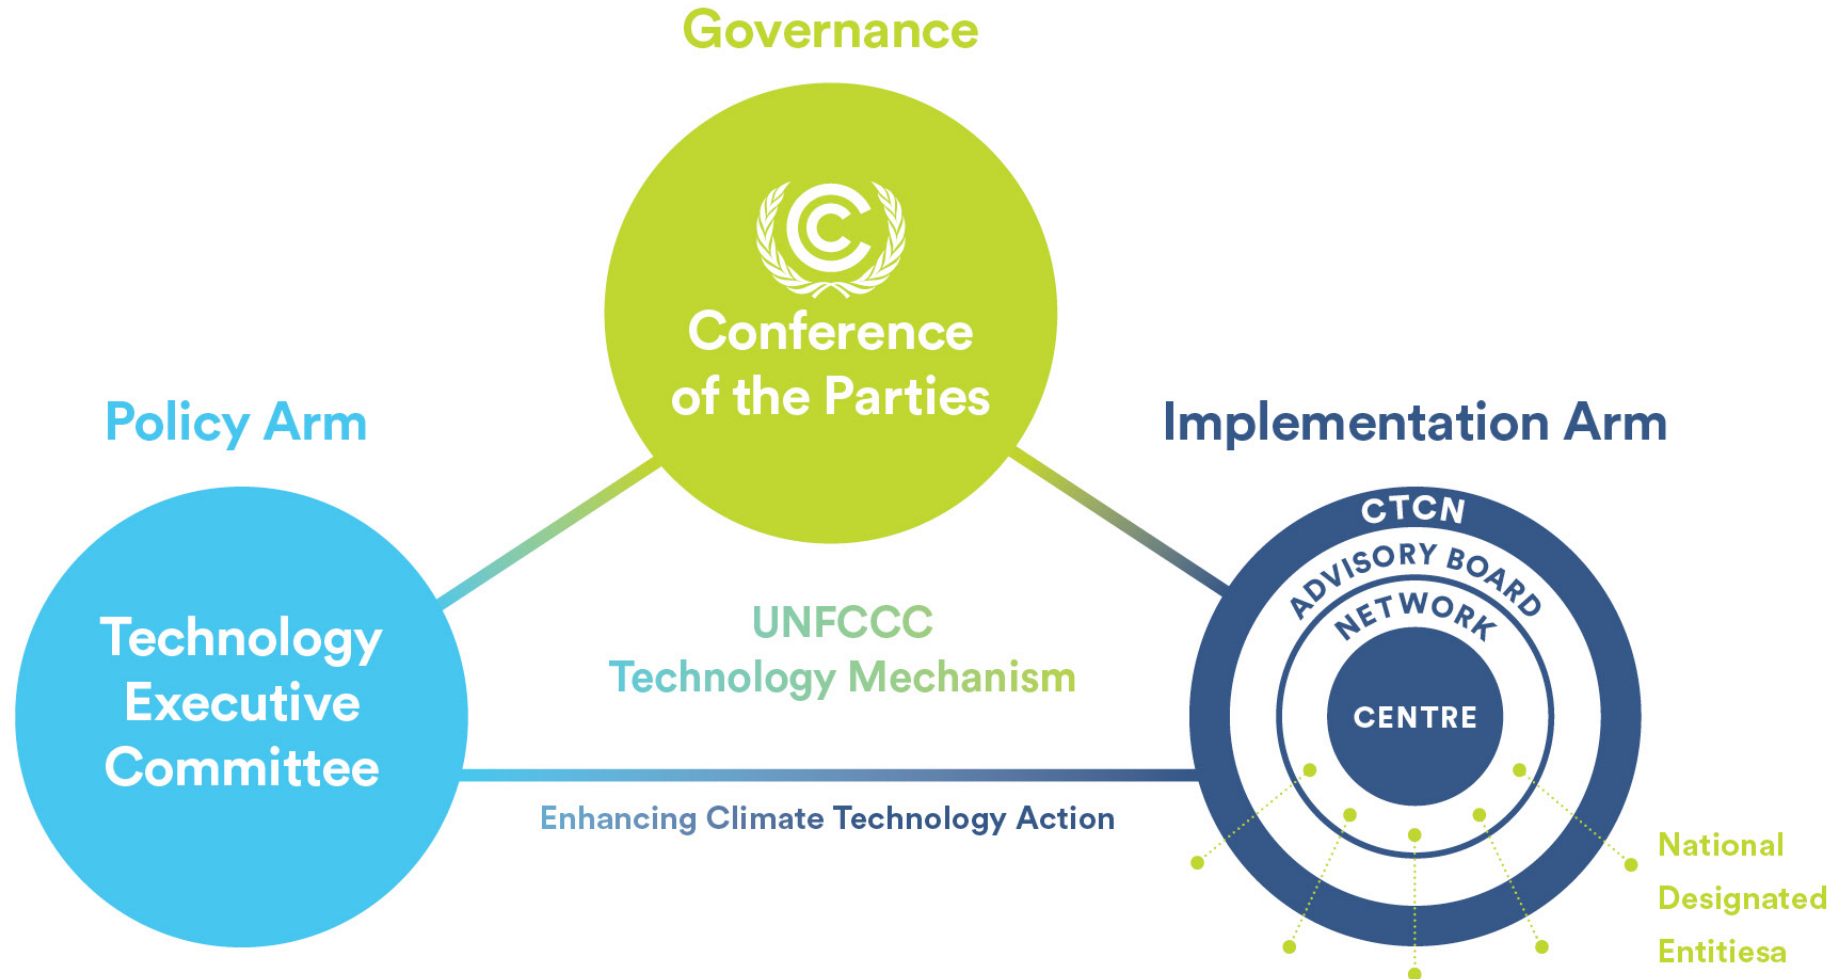 Governance
Conference
of the Parties
Policy Arm
Technology
Executive
Committee
Implementation Arm
CTCN
ADVISORY BOARD
NETWORK
CENTRE
UNFCCC
Technology Mechanism
Enhancing Climate Technology Action
National
Designated
Entitiesa